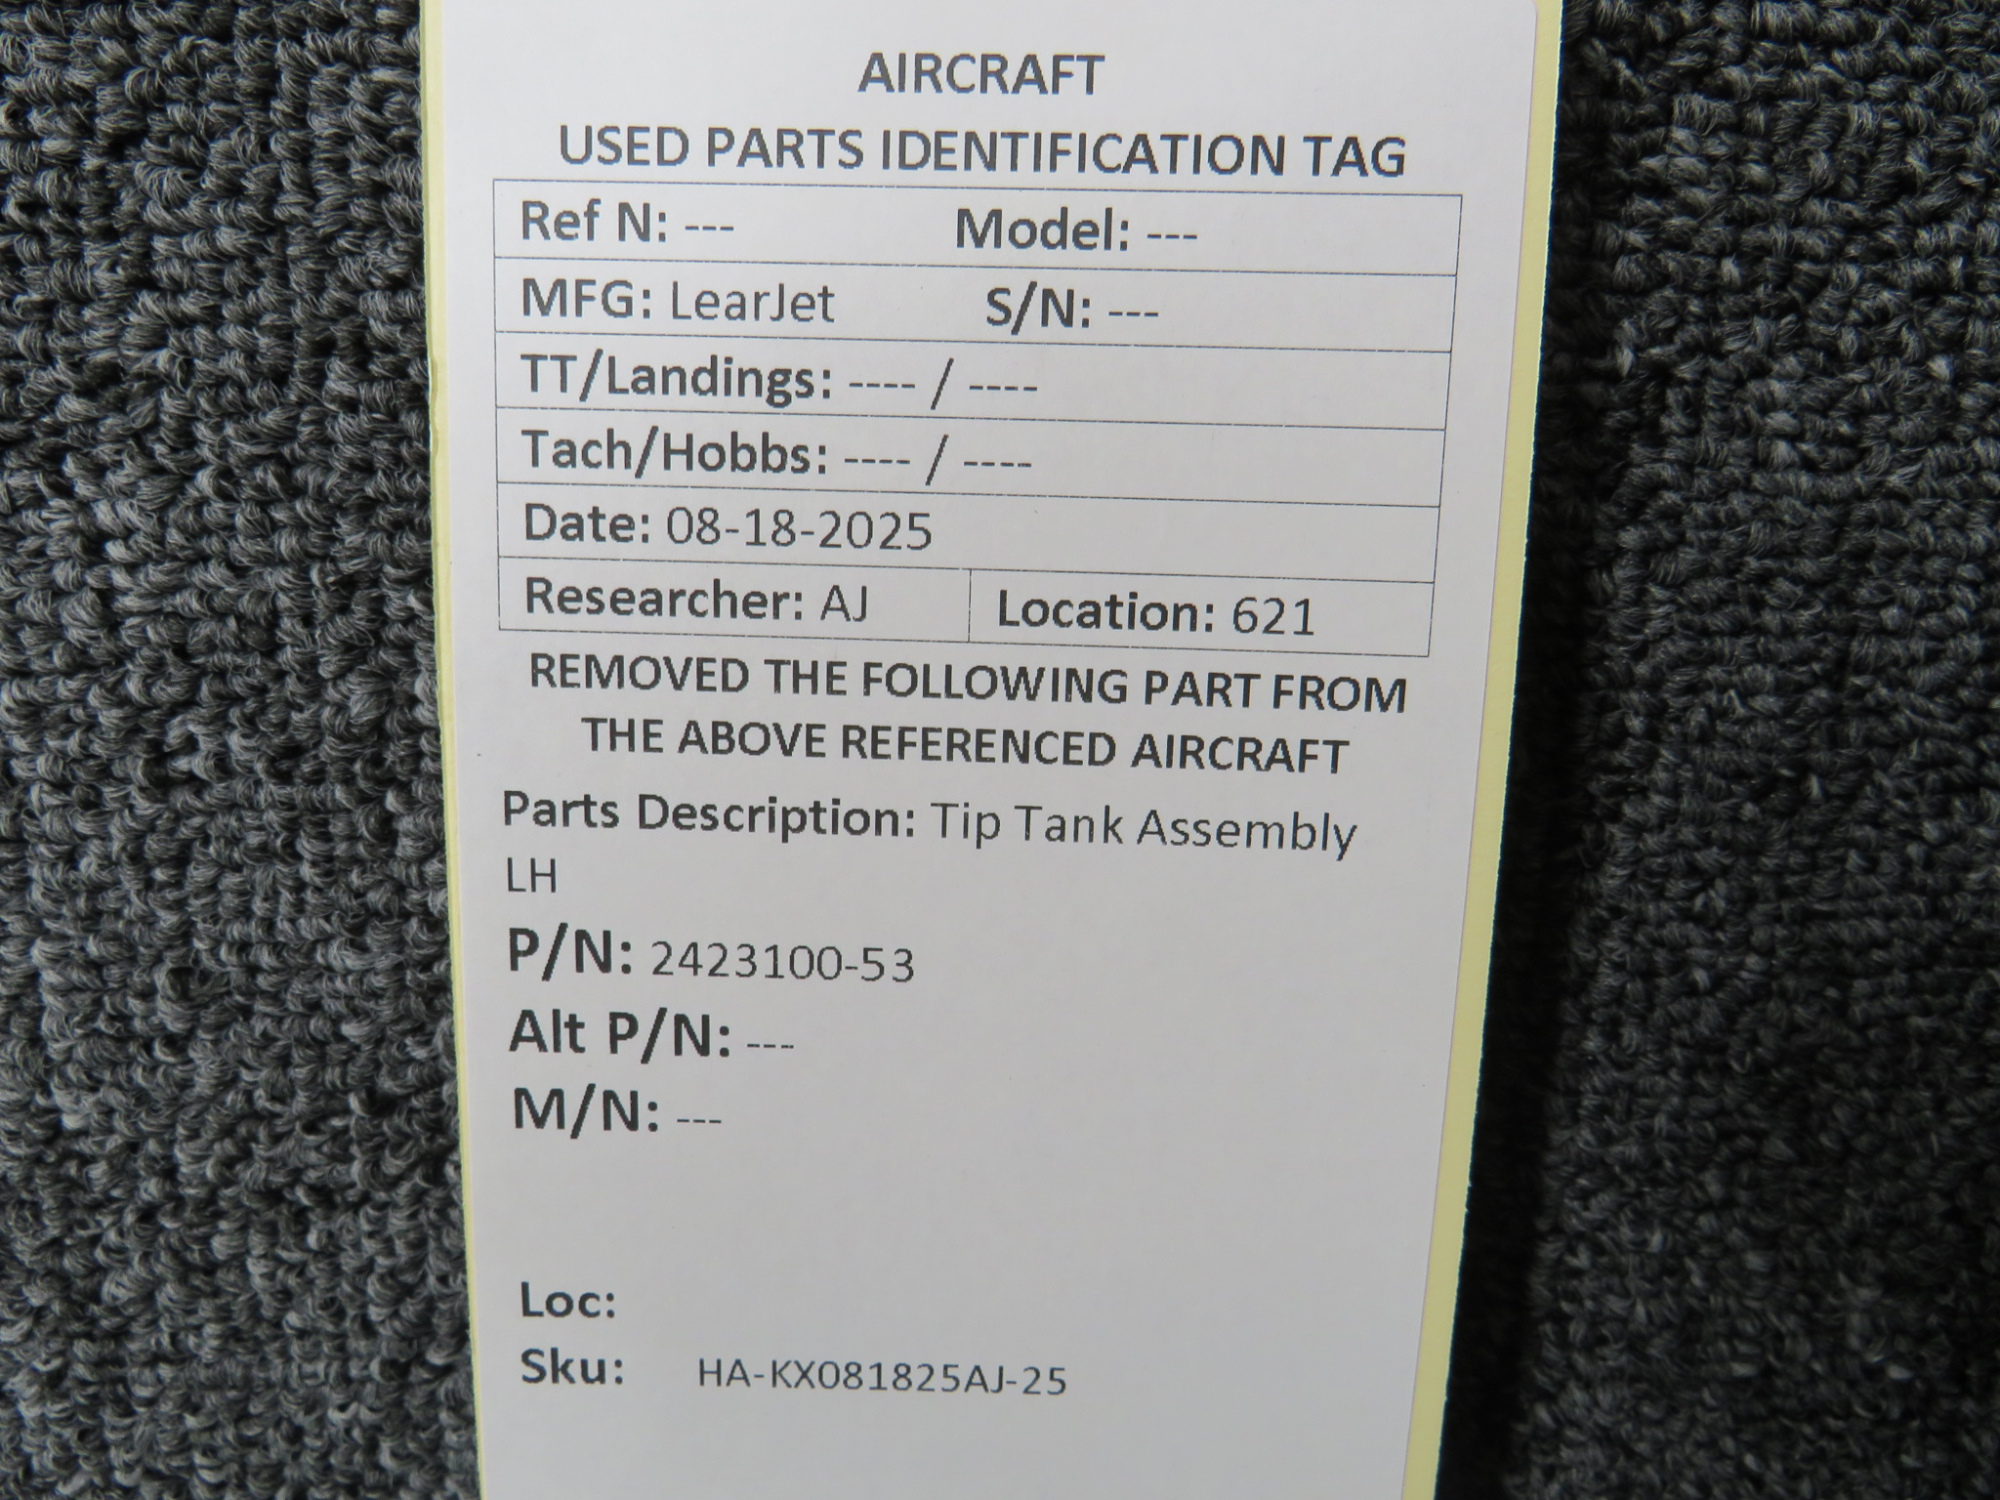 AIRCRAFT
USED PARTS IDENTIFICATION TAG
Ref N: --- Model: ---
MFG: LearJet S/N: ---
TT/Landings: ---- / ----
Tach/Hobbs: ---- / ----
Date: 08-18-2025
Researcher: AJ Location: 621
REMOVED THE FOLLOWING PART FROM
THE ABOVE REFERENCED AIRCRAFT
Parts Description: Tip Tank Assembly
LH
P/N: 2423100-53
Alt P/N: ---
M/N: ---
Loc:
Sku: HA-KX081825AJ-25